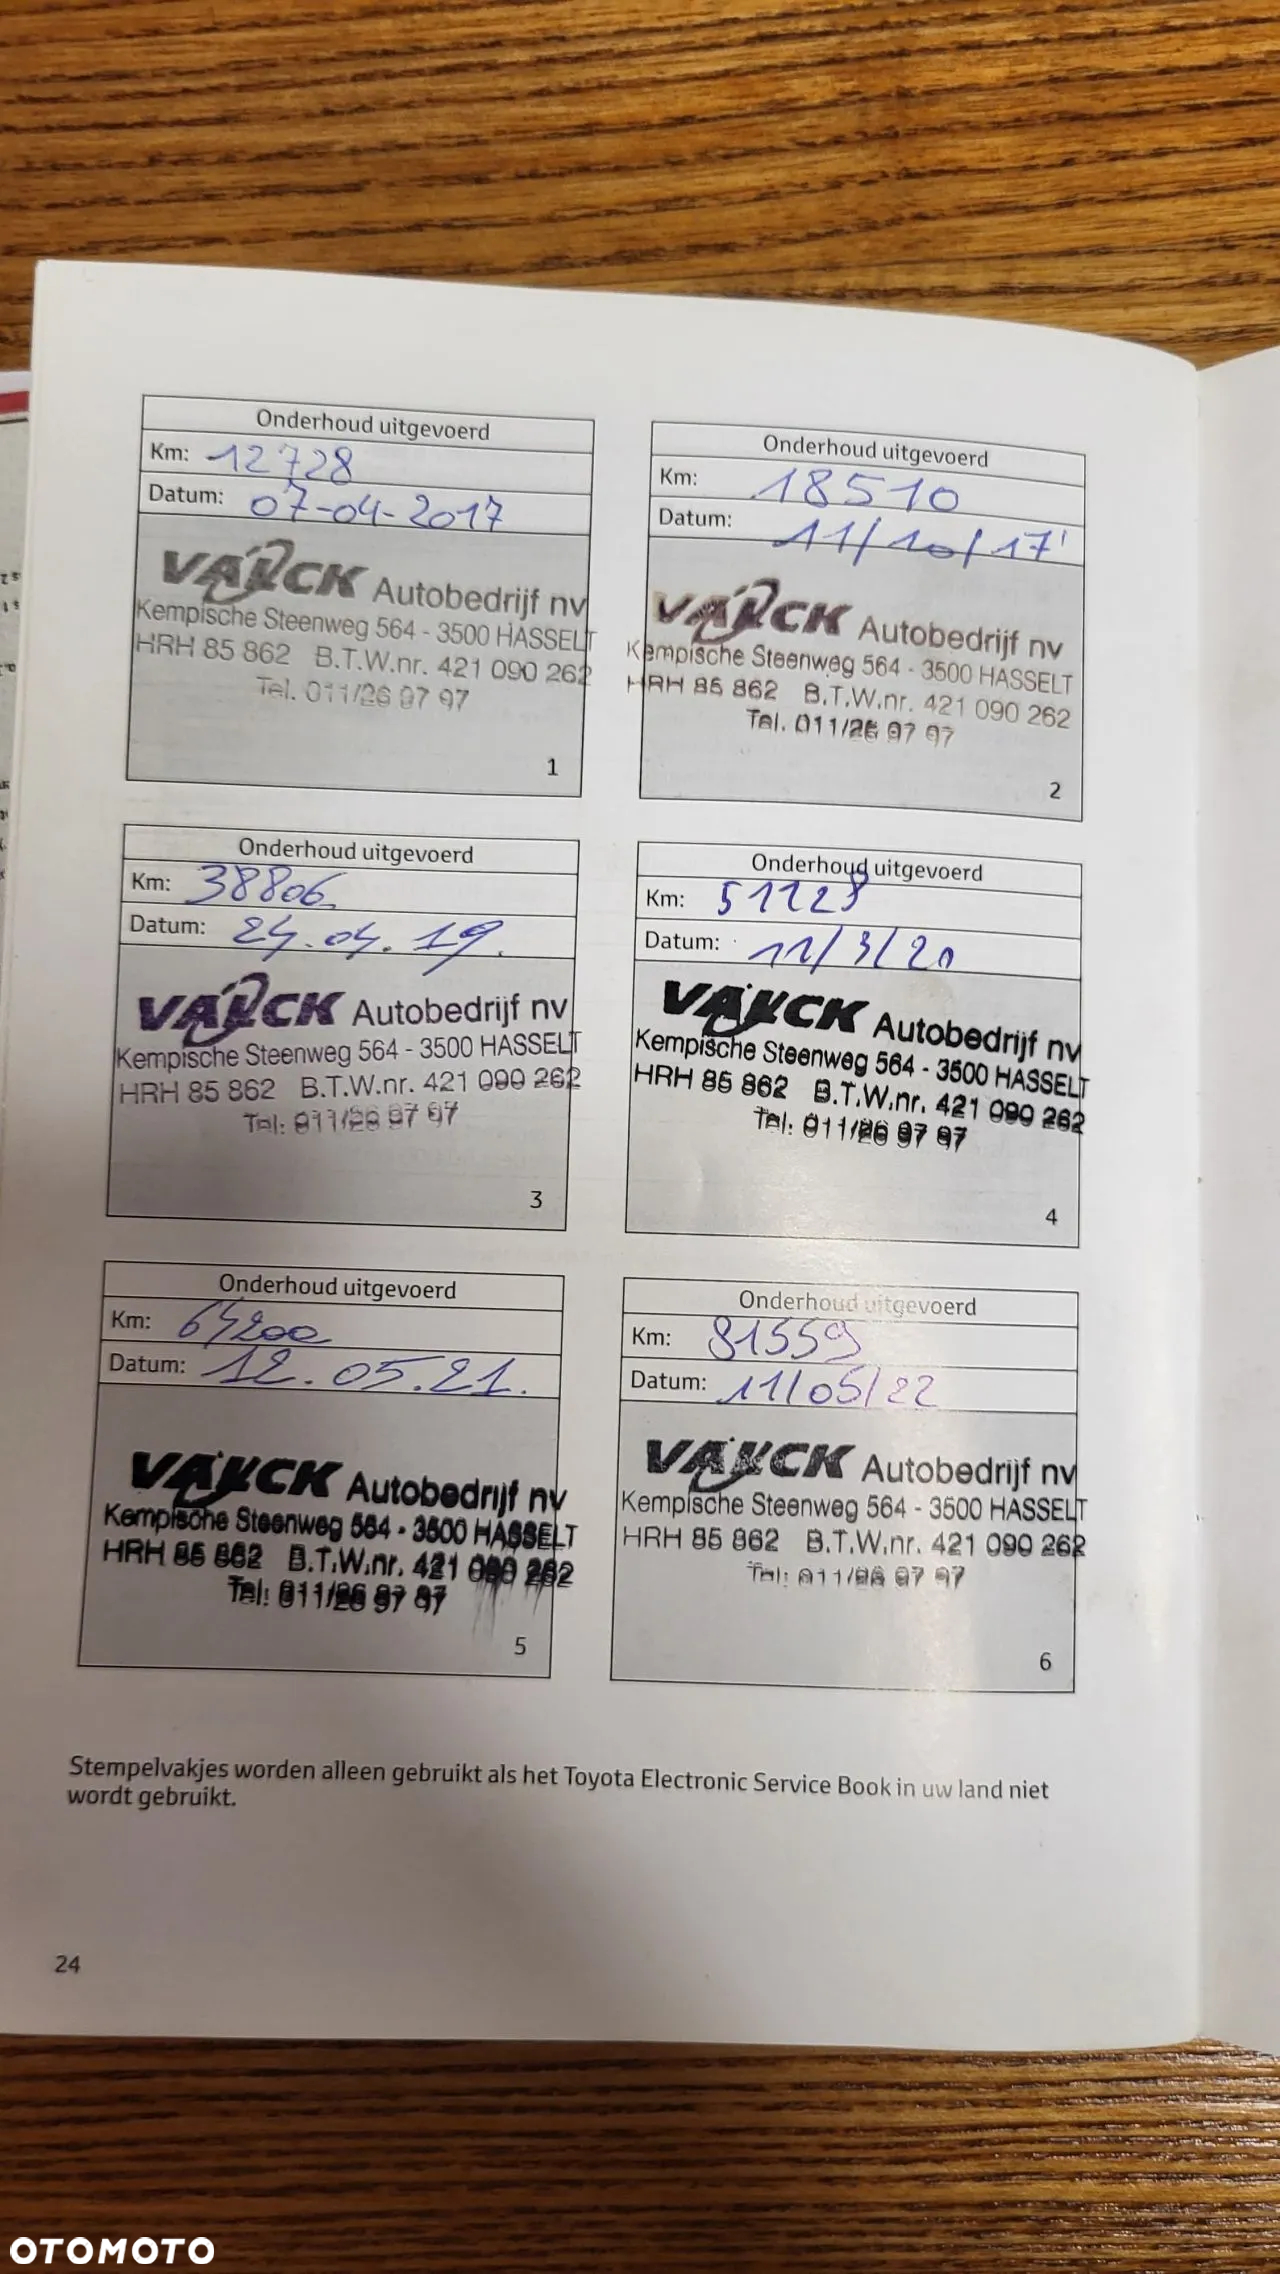 Onderhoud uitgevoerd
Km: 12728
Datum: 07-04-2017
VANCK Autobedrijf nv
Kempische Steenweg 564 - 3500 HASSELT
HRH 85 862 B.T.W.nr. 421 090 262
Tel. 011/26 97 97
1
Onderhoud uitgevoerd
Km: 18510
Datum: 11/10/17
Autobedrijf nv
Kempische Steenweg 564 - 3500 HASSELT
HRH 85 862 B.T.W.nr. 421 090 262
Tel. 011/26 97 97
2
Onderhoud uitgevoerd
Km: 38806
Datum: 24.04.19.
Autobedrijf nv
Kempische Steenweg 564 - 3500 HASSELT
HRH 85 862 B.T.W.nr. 421 090 262
Tel: 011/26 97 97
3
Onderhoud uitgevoerd
Km:
Datum: 11/3/20
Autobedrijf nv
Kempische Steenweg 564 - 3500 HASSELT
HRH 85 862 B.T.W.nr. 421 090 262
Tel: 011/26 97 97
4
Onderhoud uitgevoerd
Km: 64200
Datum: 12.05.21.
Autobedrijf nv
Kempische Steenweg 564 - 3500 HASSELT
HRH 85 862 B.T.W.nr. 421 090 262
Tel: 011/26 97 97
5
Onderhoud uitgevoerd
Km: 81559
Datum: 11/05/22
Autobedrijf nv
Kempische Steenweg 564 - 3500 HASSELT
HRH 85 862 B.T.W.nr. 421 090 262
Tel: 011/26 97 97
6
Stempelvakjes worden alleen gebruikt als het Toyota Electronic Service Book in uw land niet
wordt gebruikt.
24
OTOMOTO